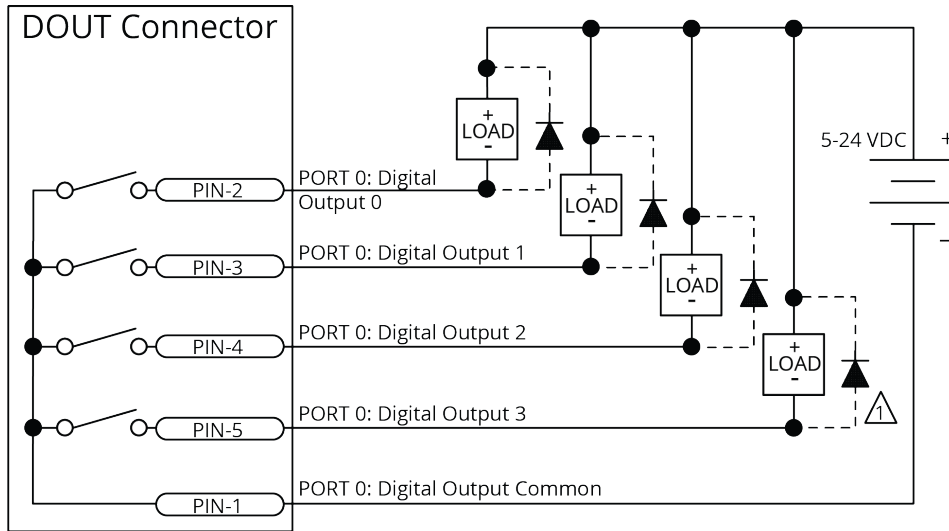 DOUT Connector
+
LOAD
-
5-24 VDC
+
-
PIN-2
PORT 0: Digital
Output 0
+
LOAD
-
PIN-3
PORT 0: Digital Output 1
+
LOAD
-
PIN-4
PORT 0: Digital Output 2
+
LOAD
-
1
PIN-5
PORT 0: Digital Output 3
PIN-1
PORT 0: Digital Output Common